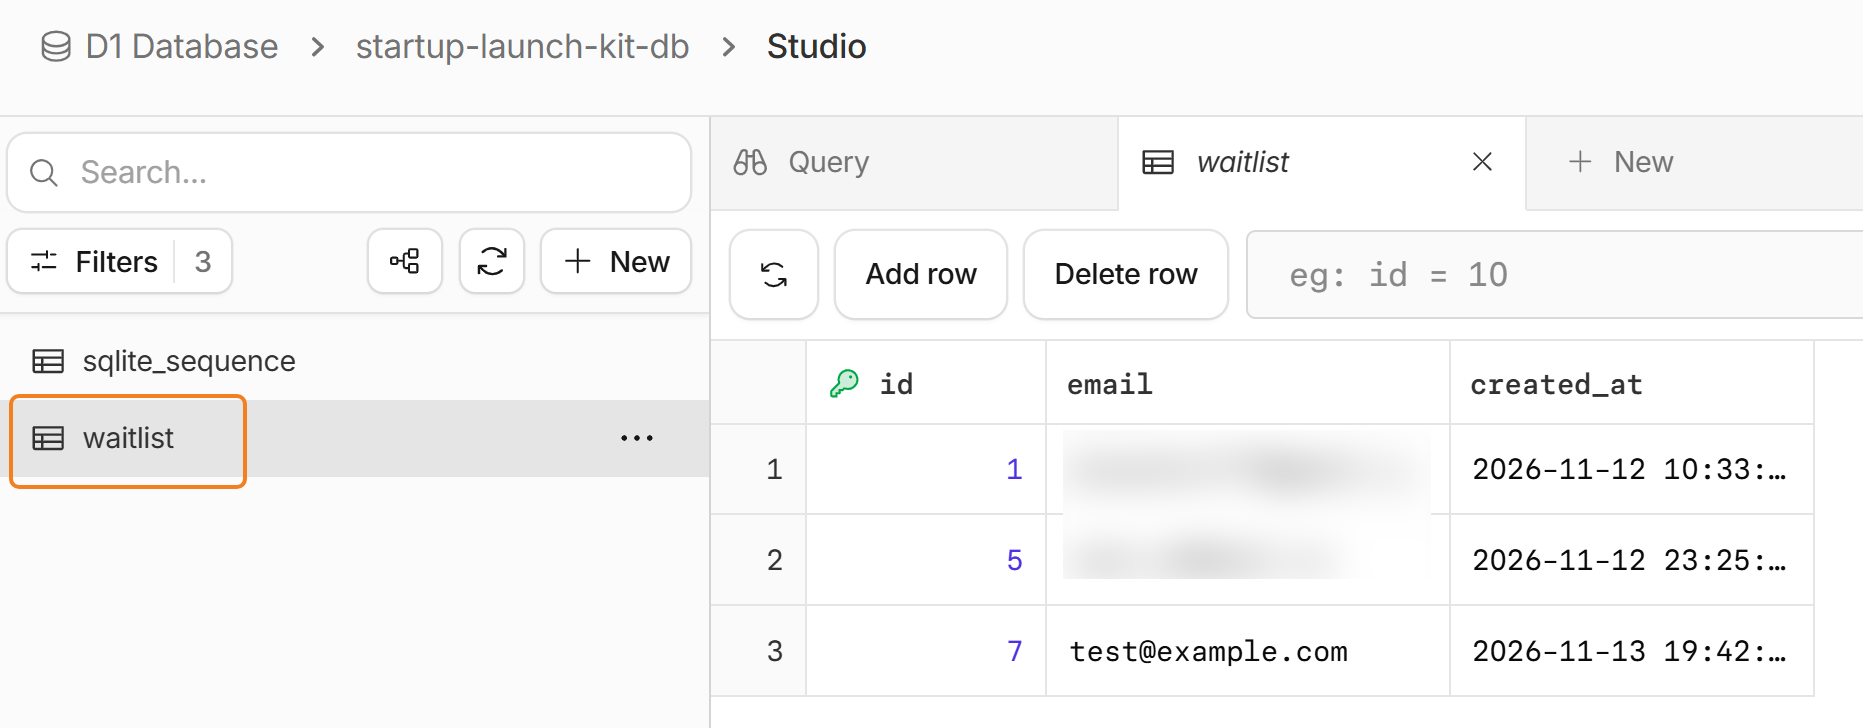 D1 Database > startup-launch-kit-db > Studio
Search...
Filters 3
New
sqlite_sequence
waitlist
Query
waitlist
New
Add row
Delete row
eg: id = 10
id email created_at
1 1 2026-11-12 10:33:…
2 5 2026-11-12 23:25:…
3 7 test@example.com 2026-11-13 19:42:…